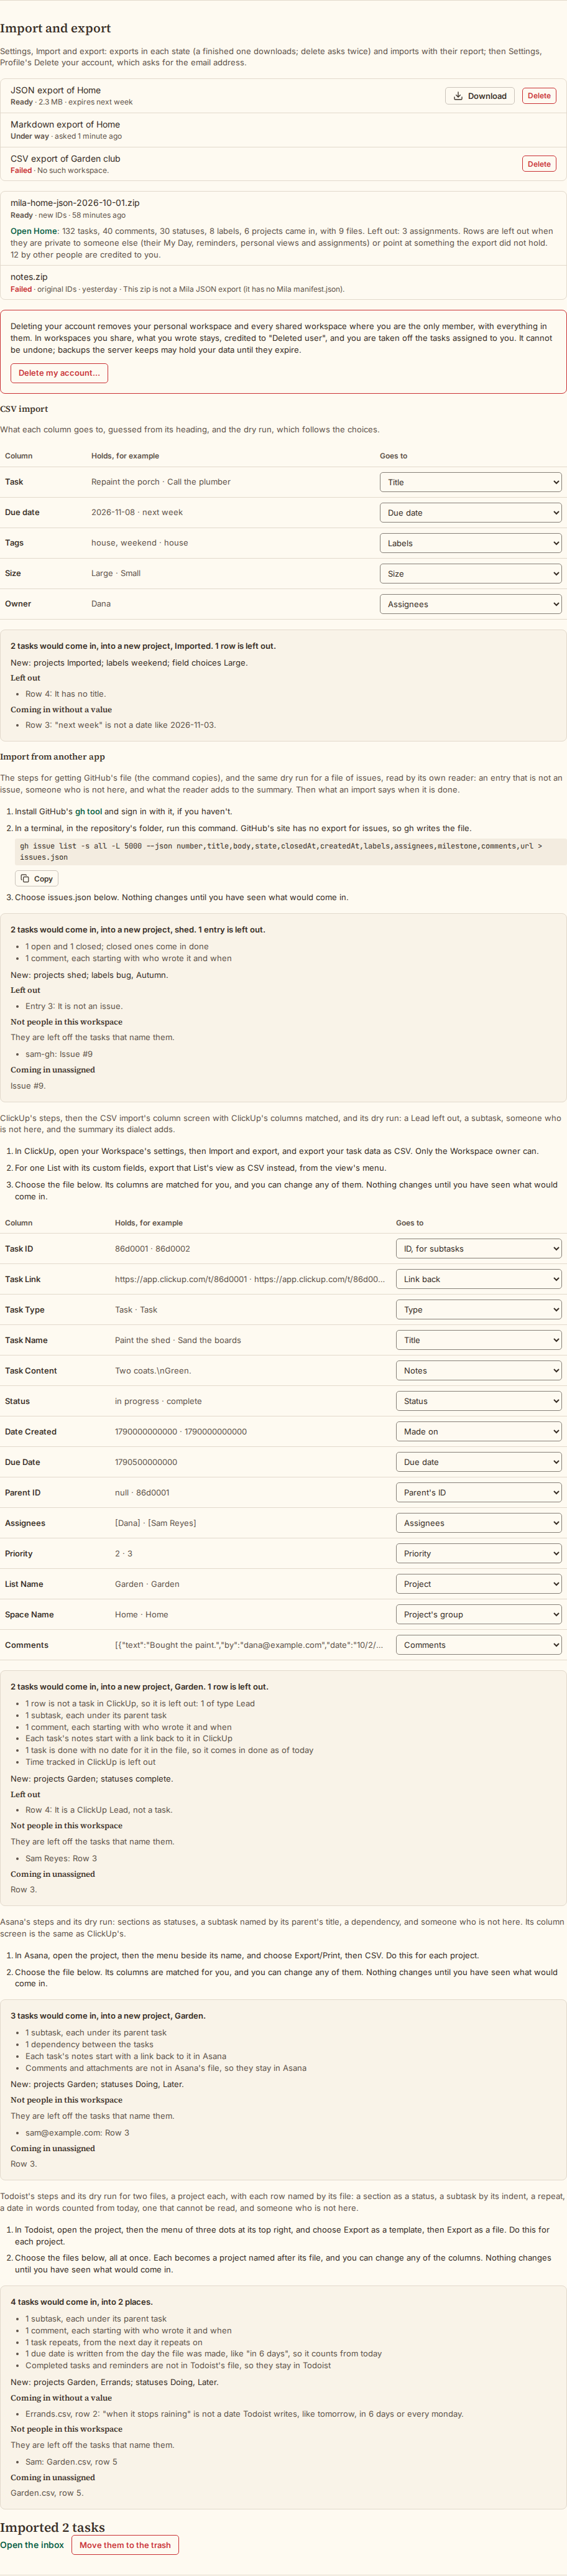 Import and export
Settings, Import and export: exports in each state (a finished one downloads; delete asks twice) and imports with their report; then Settings,
Profile's Delete your account, which asks for the email address.
JSON export of Home
Ready · 2.3 MB · expires next week
Download
Delete
Markdown export of Home
Under way · asked 1 minute ago
CSV export of Garden club
Failed · No such workspace.
Delete
mila-home-json-2026-10-01.zip
Ready · new IDs · 58 minutes ago
Open Home: 132 tasks, 40 comments, 30 statuses, 8 labels, 6 projects came in, with 9 files. Left out: 3 assignments. Rows are left out when
they are private to someone else (their My Day, reminders, personal views and assignments) or point at something the export did not hold.
12 by other people are credited to you.
notes.zip
Failed · original IDs · yesterday · This zip is not a Mila JSON export (it has no Mila manifest.json).
Deleting your account removes your personal workspace and every shared workspace where you are the only member, with everything in
them. In workspaces you share, what you wrote stays, credited to "Deleted user", and you are taken off the tasks assigned to you. It cannot
be undone; backups the server keeps may hold your data until they expire.
Delete my account...
CSV import
What each column goes to, guessed from its heading, and the dry run, which follows the choices.
Column Holds, for example Goes to
Task Repaint the porch · Call the plumber Title
Due date 2026-11-08 · next week Due date
Tags house, weekend · house Labels
Size Large · Small Size
Owner Dana Assignees
2 tasks would come in, into a new project, Imported. 1 row is left out.
New: projects Imported; labels weekend; field choices Large.
Left out
• Row 4: It has no title.
Coming in without a value
• Row 3: "next week" is not a date like 2026-11-03.
Import from another app
The steps for getting GitHub's file (the command copies), and the same dry run for a file of issues, read by its own reader: an entry that is not an
issue, someone who is not here, and what the reader adds to the summary. Then what an import says when it is done.
1. Install GitHub's gh tool and sign in with it, if you haven't.
2. In a terminal, in the repository's folder, run this command. GitHub's site has no export for issues, so gh writes the file.
gh issue list -s all -L 5000 --json number,title,body,state,closedAt,createdAt,labels,assignees,milestone,comments,url >
issues.json
Copy
3. Choose issues.json below. Nothing changes until you have seen what would come in.
2 tasks would come in, into a new project, shed. 1 entry is left out.
• 1 open and 1 closed; closed ones come in done
• 1 comment, each starting with who wrote it and when
New: projects shed; labels bug, Autumn.
Left out
• Entry 3: It is not an issue.
Not people in this workspace
They are left off the tasks that name them.
• sam-gh: Issue #9
Coming in unassigned
Issue #9.
ClickUp's steps, then the CSV import's column screen with ClickUp's columns matched, and its dry run: a Lead left out, a subtask, someone who
is not here, and the summary its dialect adds.
1. In ClickUp, open your Workspace's settings, then Import and export, and export your task data as CSV. Only the Workspace owner can.
2. For one List with its custom fields, export that List's view as CSV instead, from the view's menu.
3. Choose the file below. Its columns are matched for you, and you can change any of them. Nothing changes until you have seen what would
come in.
Column Holds, for example Goes to
Task ID 86d0001 · 86d0002 ID, for subtasks
Task Link https://app.clickup.com/t/86d0001 · https://app.clickup.com/t/86d00... Link back
Task Type Task · Task Type
Task Name Paint the shed · Sand the boards Title
Task Content Two coats.\nGreen. Notes
Status in progress · complete Status
Date Created 1790000000000 · 1790000000000 Made on
Due Date 1790500000000 Due date
Parent ID null · 86d0001 Parent's ID
Assignees [Dana] · [Sam Reyes] Assignees
Priority 2 · 3 Priority
List Name Garden · Garden Project
Space Name Home · Home Project's group
Comments [{"text":"Bought the paint.","by":"dana@example.com","date":"10/2/... Comments
2 tasks would come in, into a new project, Garden. 1 row is left out.
• 1 row is not a task in ClickUp, so it is left out: 1 of type Lead
• 1 subtask, each under its parent task
• 1 comment, each starting with who wrote it and when
• Each task's notes start with a link back to it in ClickUp
• 1 task is done with no date for it in the file, so it comes in done as of today
• Time tracked in ClickUp is left out
New: projects Garden; statuses complete.
Left out
• Row 4: It is a ClickUp Lead, not a task.
Not people in this workspace
They are left off the tasks that name them.
• Sam Reyes: Row 3
Coming in unassigned
Row 3.
Asana's steps and its dry run: sections as statuses, a subtask named by its parent's title, a dependency, and someone who is not here. Its column
screen is the same as ClickUp's.
1. In Asana, open the project, then the menu beside its name, and choose Export/Print, then CSV. Do this for each project.
2. Choose the file below. Its columns are matched for you, and you can change any of them. Nothing changes until you have seen what would
come in.
3 tasks would come in, into a new project, Garden.
• 1 subtask, each under its parent task
• 1 dependency between the tasks
• Each task's notes start with a link back to it in Asana
• Comments and attachments are not in Asana's file, so they stay in Asana
New: projects Garden; statuses Doing, Later.
Not people in this workspace
They are left off the tasks that name them.
• sam@example.com: Row 3
Coming in unassigned
Row 3.
Todoist's steps and its dry run for two files, a project each, with each row named by its file: a section as a status, a subtask by its indent, a repeat,
a date in words counted from today, one that cannot be read, and someone who is not here.
1. In Todoist, open the project, then the menu of three dots at its top right, and choose Export as a template, then Export as a file. Do this for
each project.
2. Choose the files below, all at once. Each becomes a project named after its file, and you can change any of the columns. Nothing changes
until you have seen what would come in.
4 tasks would come in, into 2 places.
• 1 subtask, each under its parent task
• 1 comment, each starting with who wrote it and when
• 1 task repeats, from the next day it repeats on
• 1 due date is written from the day the file was made, like "in 6 days", so it counts from today
• Completed tasks and reminders are not in Todoist's file, so they stay in Todoist
New: projects Garden, Errands; statuses Doing, Later.
Coming in without a value
• Errands.csv, row 2: "when it stops raining" is not a date Todoist writes, like tomorrow, in 6 days or every monday.
Not people in this workspace
They are left off the tasks that name them.
• Sam: Garden.csv, row 5
Coming in unassigned
Garden.csv, row 5.
Imported 2 tasks
Open the inbox
Move them to the trash